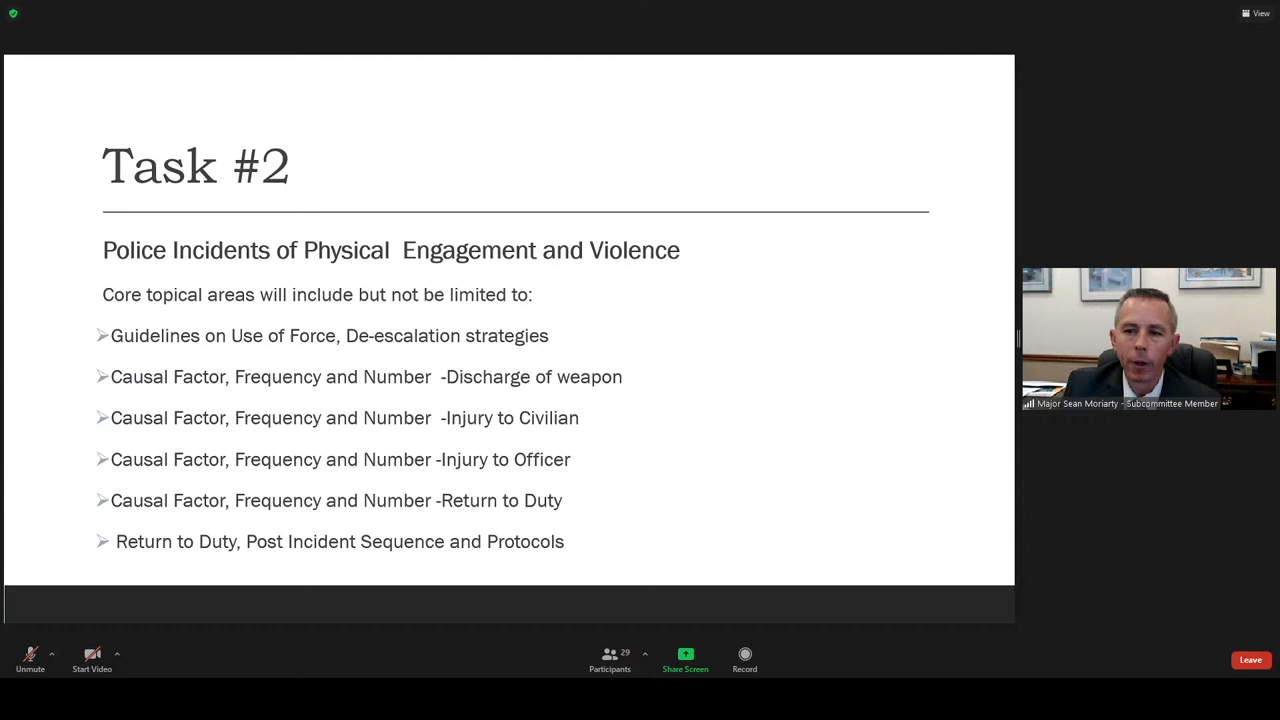 View
Task #2
Police Incidents of Physical  Engagement and Violence
Core topical areas will include but not be limited to:
Guidelines on Use of Force, De-escalation strategies
Causal Factor, Frequency and Number  -Discharge of weapon
Causal Factor, Frequency and Number  -Injury to Civilian
Causal Factor, Frequency and Number -Injury to Officer
Causal Factor, Frequency and Number -Return to Duty
Return to Duty, Post Incident Sequence and Protocols
Major Sean Moriarty - Subcommittee Member
Unmute
Start Video
29
Participants
Share Screen
Record
Leave